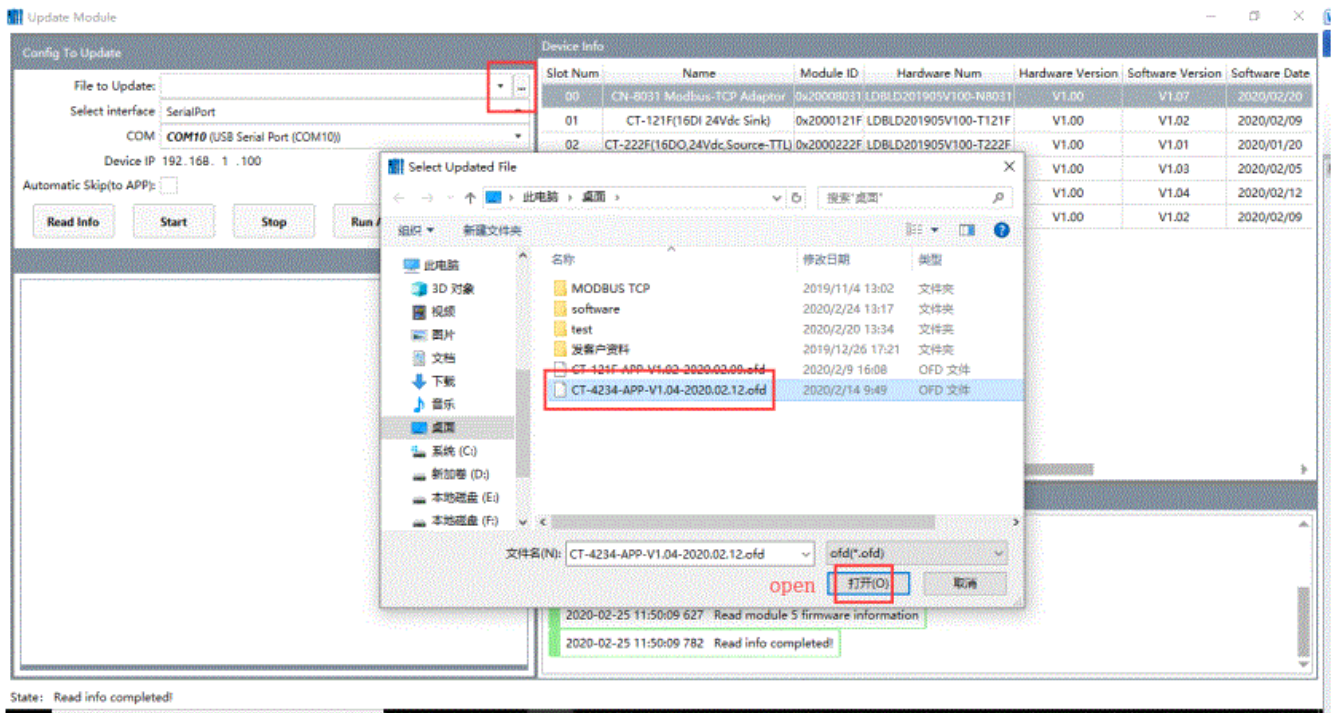 Update Module
Config To Update
File to Update:
...
Select interface SerialPort
COM COM10 (USB Serial Port (COM10))
Device IP 192.168. 1 .100
Automatic Skip(to APP):
Read Info Start Stop Run
Device Info
Slot Num Name Module ID Hardware Num Hardware Version Software Version Software Date
00 CN-8031 Modbus-TCP Adaptor 0x20008031 LDBLD201905V100-N8031 V1.00 V1.07 2020/02/20
01 CT-121F(16DI 24Vdc Sink) 0x2000121F LDBLD201905V100-T121F V1.00 V1.02 2020/02/09
02 CT-222F(16DO,24Vdc,Source-TTL) 0x2000222F LDBLD201905V100-T222F V1.00 V1.01 2020/01/20
V1.00 V1.03 2020/02/05
V1.00 V1.04 2020/02/12
V1.00 V1.02 2020/02/09
Select Updated File
此电脑 › 桌面 ›
搜索"桌面"
组织 新建文件夹
此电脑
3D 对象
视频
图片
文档
下载
音乐
桌面
系统 (C:)
新加卷 (D:)
本地磁盘 (E:)
本地磁盘 (F:)
名称 修改日期 类型
MODBUS TCP 2019/11/4 13:02 文件夹
software 2020/2/24 13:17 文件夹
test 2020/2/20 13:34 文件夹
发客户资料 2019/12/26 17:21 文件夹
CT-121F-APP-V1.02-2020.02.09.ofd 2020/2/9 16:08 OFD 文件
CT-4234-APP-V1.04-2020.02.12.ofd 2020/2/14 9:49 OFD 文件
文件名(N): CT-4234-APP-V1.04-2020.02.12.ofd ofd(*.ofd)
open 打开(O) 取消
2020-02-25 11:50:09 627 Read module 5 firmware information
2020-02-25 11:50:09 782 Read info completed!
State: Read info completed!